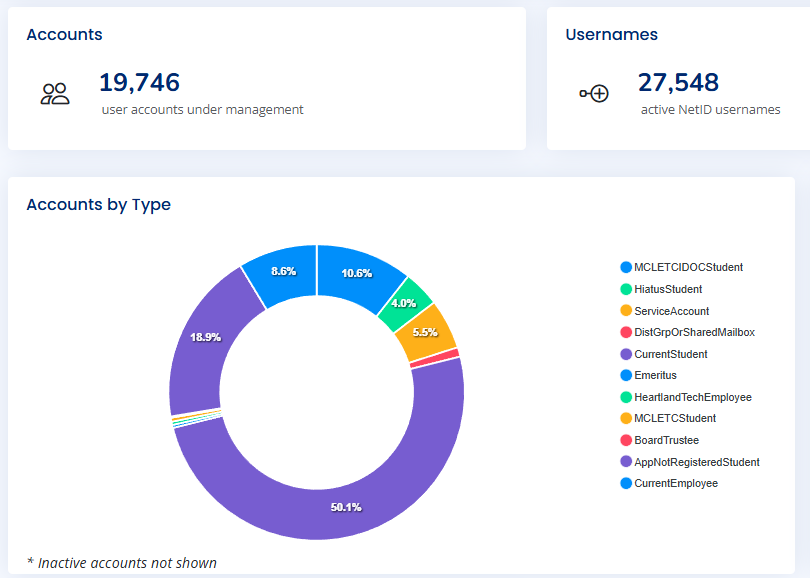 Accounts
19,746
user accounts under management
Usernames
27,548
active NetID usernames
Accounts by Type
8.6%
10.6%
4.0%
5.5%
18.9%
50.1%
MCLETCIDOCStudent
HiatusStudent
ServiceAccount
DistGrpOrSharedMailbox
CurrentStudent
Emeritus
HeartlandTechEmployee
MCLETCStudent
BoardTrustee
AppNotRegisteredStudent
CurrentEmployee
* Inactive accounts not shown